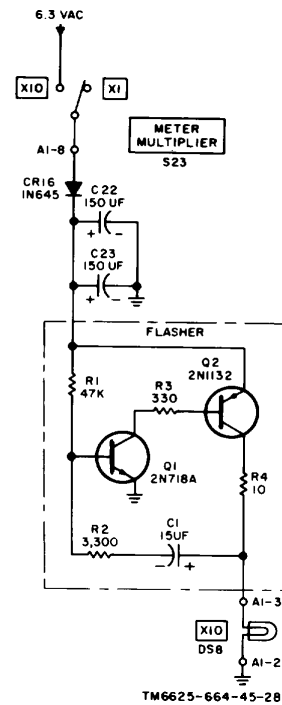 6.3 VAC
X10
X1
METER
MULTIPLIER
S23
A1-8
CR16
1N645
C22
150 UF
+
-
C23
150 UF
+
-
FLASHER
Q2
2N1132
R1
47K
R3
330
Q1
2N718A
R4
10
R2
3,300
C1
15UF
-
+
A1-3
X10
DS8
A1-2
TM6625-664-45-28